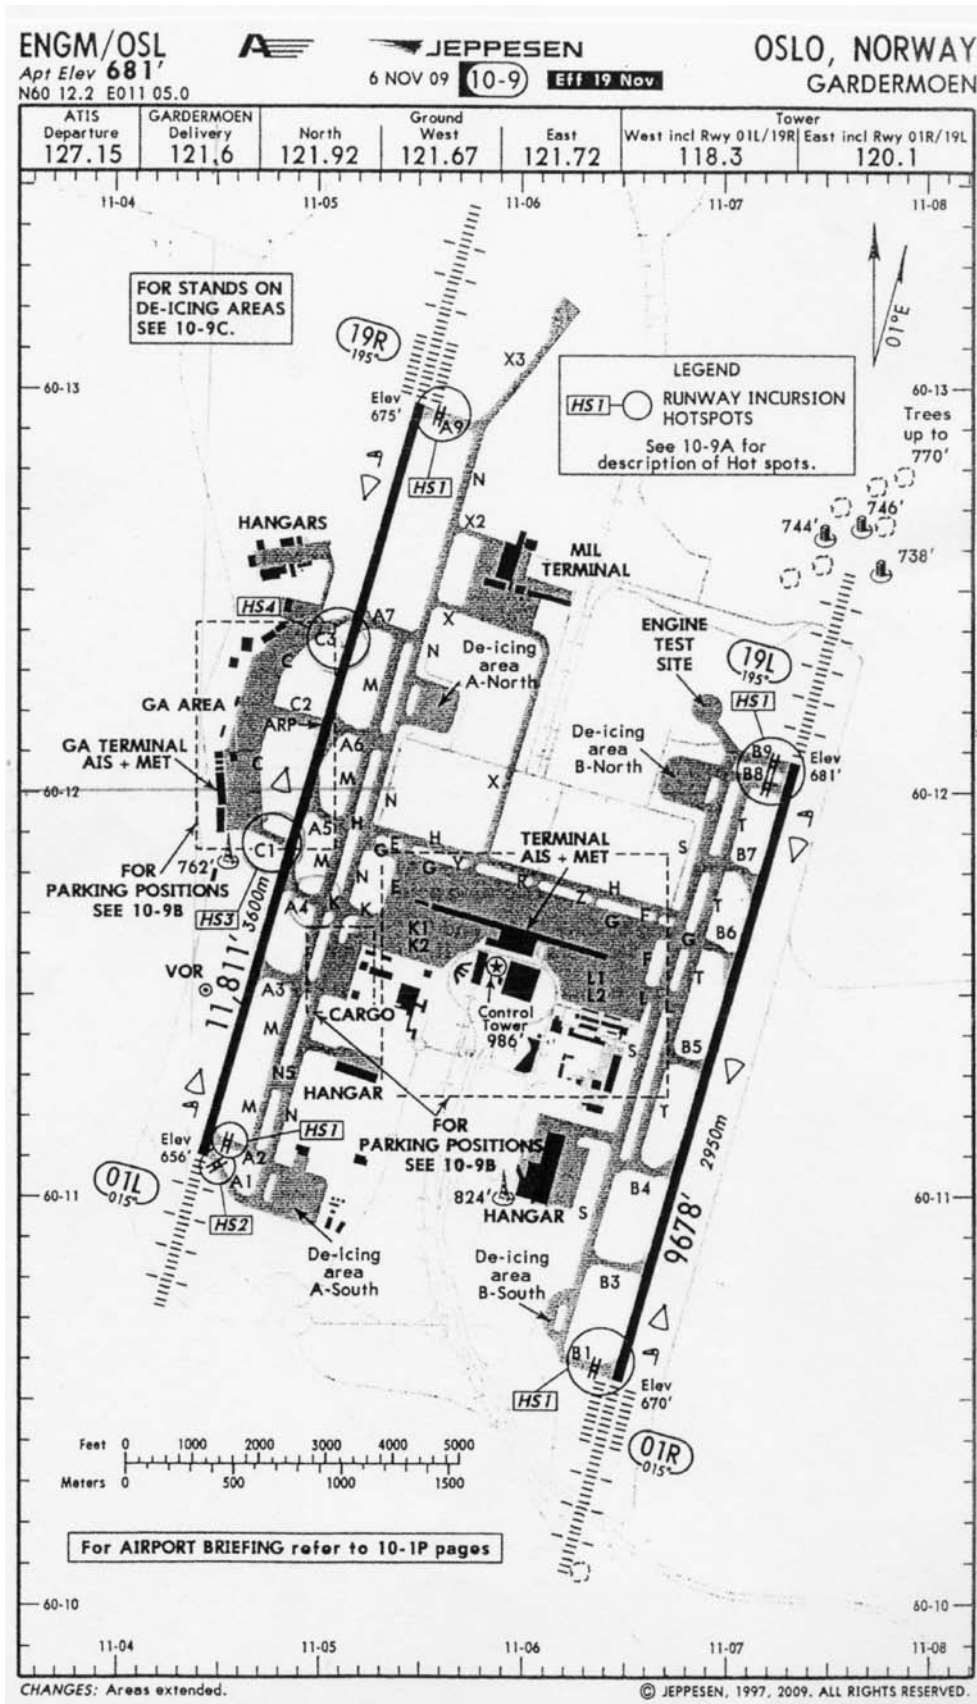 ENGM/OSL
Apt Elev 681'
N60 12.2 E011 05.0
JEPPESEN
6 NOV 09 10-9 Eff 19 Nov
OSLO, NORWAY
GARDERMOEN
ATIS Departure 127.15
GARDERMOEN Delivery 121.6
Ground
North 121.92
West 121.67
East 121.72
Tower
West incl Rwy 01L/19R 118.3
East incl Rwy 01R/19L 120.1
11-04 11-05 11-06 11-07 11-08
01°E
FOR STANDS ON
DE-ICING AREAS
SEE 10-9C.
19R
195°
X3
LEGEND
HS1 RUNWAY INCURSION
HOTSPOTS
See 10-9A for
description of Hot spots.
60-13 60-13
Elev
675'
A9
HS1
Trees
up to
770'
N
X2
744' 746'
738'
HANGARS
MIL
TERMINAL
HS4
C3
A7
X
N
De-icing
area
A-North
ENGINE
TEST
SITE
19L
195°
HS1
C
M
C2
GA AREA
ARP
GA TERMINAL
AIS + MET
A6
M
De-icing
area
B-North
B9
B8
Elev
681'
C
X
60-12 60-12
N
A5
H
T
C1
M
G
E
H
G
Y
TERMINAL
AIS + MET
S
B7
762'
FOR
PARKING POSITIONS
SEE 10-9B
HS3
3600m
N
E
R
Z
H
G
F
T
A4
K
K
K1
K2
G
B6
F
T
VOR
11,811'
A3
L1
L2
L
M
CARGO
Control
Tower
986'
S
B5
N5
HANGAR
T
M
N
HS1
FOR
PARKING POSITIONS
SEE 10-9B
2950m
Elev
656'
A2
A1
01L
015°
HS2
824'
HANGAR
B4
60-11 60-11
S
9678'
De-icing
area
A-South
De-icing
area
B-South
B3
B1
HS1
Elev
670'
01R
015°
Feet 0 1000 2000 3000 4000 5000
Meters 0 500 1000 1500
For AIRPORT BRIEFING refer to 10-1P pages
60-10 60-10
11-04 11-05 11-06 11-07 11-08
CHANGES: Areas extended.
© JEPPESEN, 1997, 2009. ALL RIGHTS RESERVED.